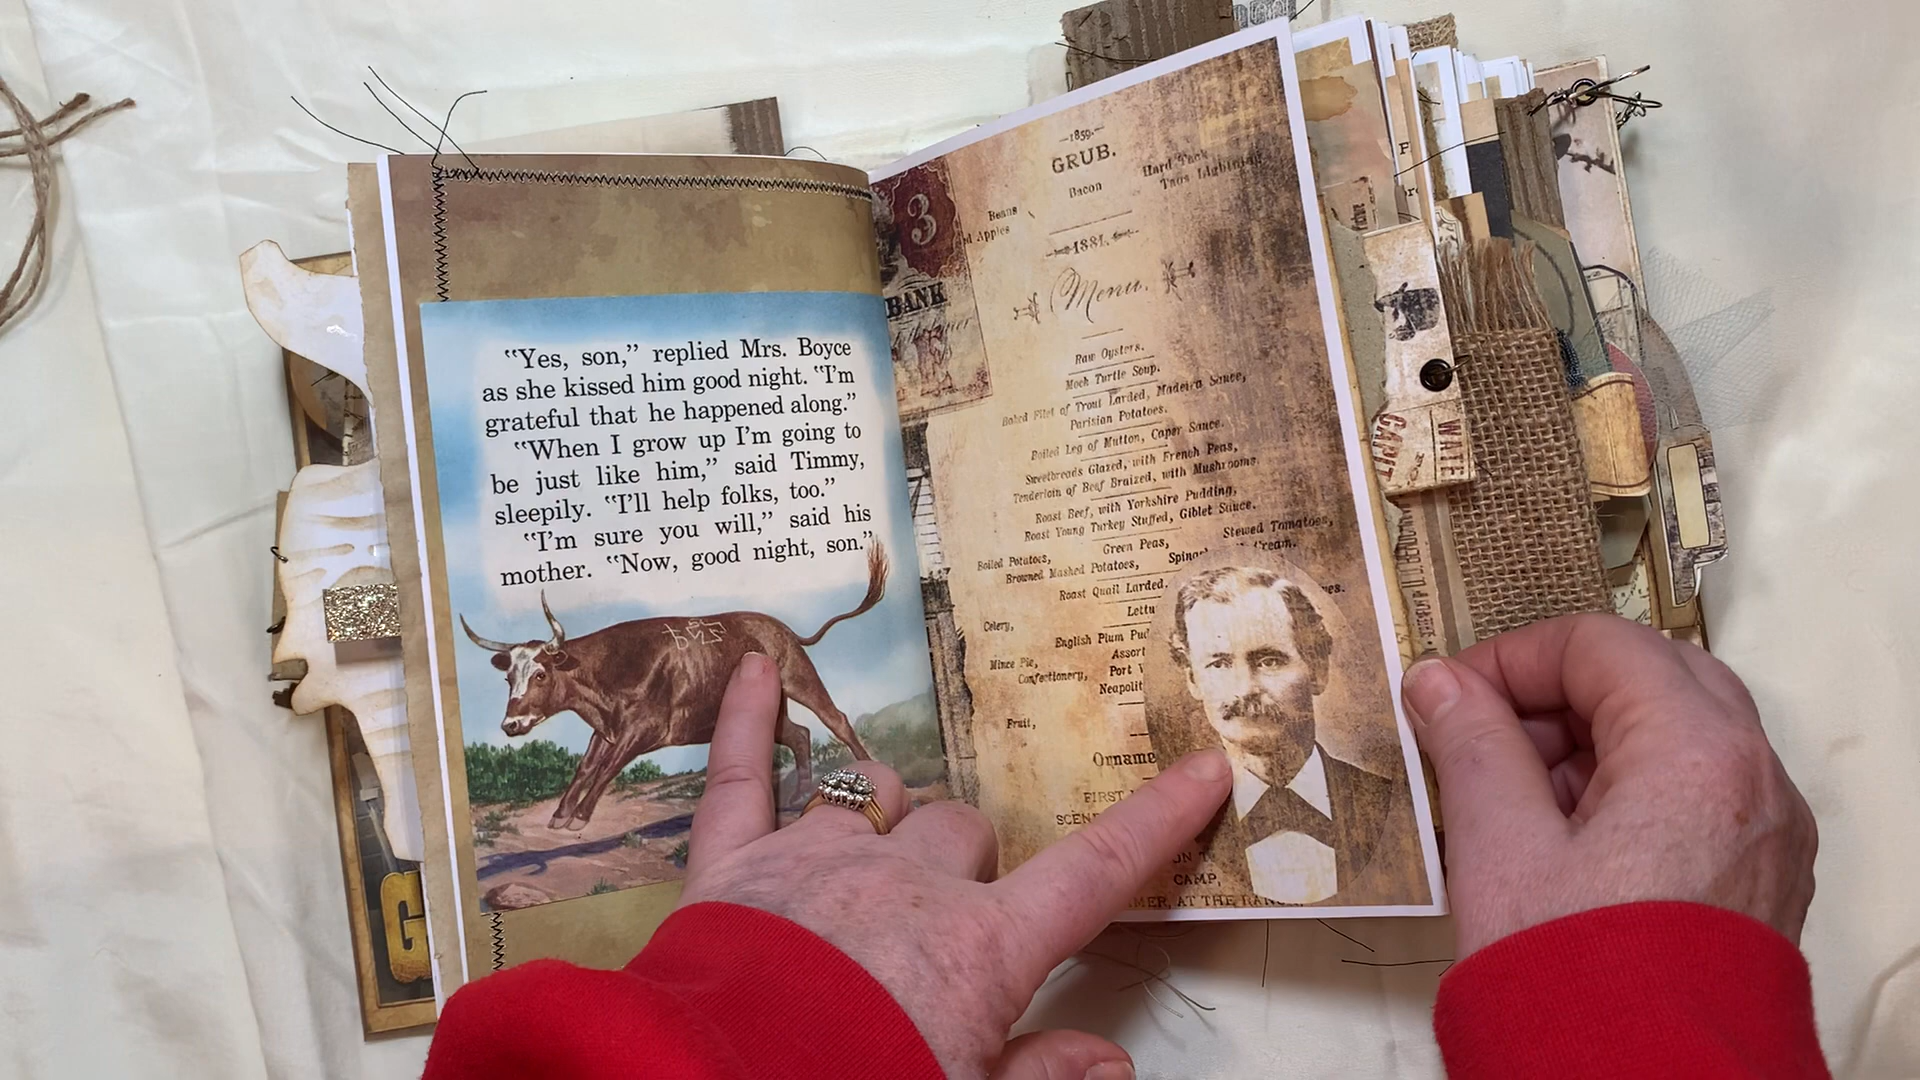 "Yes, son," replied Mrs. Boyce
as she kissed him good night. "I'm
grateful that he happened along."
"When I grow up I'm going to
be just like him," said Timmy,
sleepily. "I'll help folks, too."
"I'm sure you will," said his
mother. "Now, good night, son."
3
BANK
—1859.—
GRUB.
Bacon
Hard Tack
Taos Lightning
Beans
d Apples
1881.
Menu.
Raw Oysters.
Mock Turtle Soup.
Baked Filet of Trout Larded, Madeira Sauce,
Parisian Potatoes.
Boiled Leg of Mutton, Caper Sauce.
Sweetbreads Glazed, with French Peas,
Tenderloin of Beef Braized, with Mushrooms.
Roast Beef, with Yorkshire Pudding,
Roast Young Turkey Stuffed, Giblet Sauce.
Boiled Potatoes, Green Peas, Stewed Tomatoes,
Browned Mashed Potatoes, Cream.
Roast Quail Larded.
Celery,
English Plum
Mince Pie,
Confectionery, Port
Fruit,
FIRST
CAMP,
AT THE
WATE
CAPIT
G